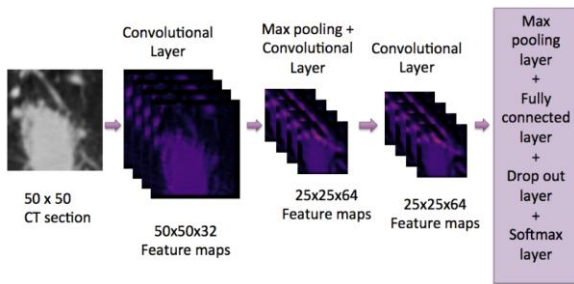 Convolutional
Layer
Max pooling +
Convolutional
Layer
Convolutional
Layer
Max
pooling
layer
+
Fully
connected
layer
+
Drop out
layer
+
Softmax
layer
50 x 50
CT section
50x50x32
Feature maps
25x25x64
Feature maps
25x25x64
Feature maps